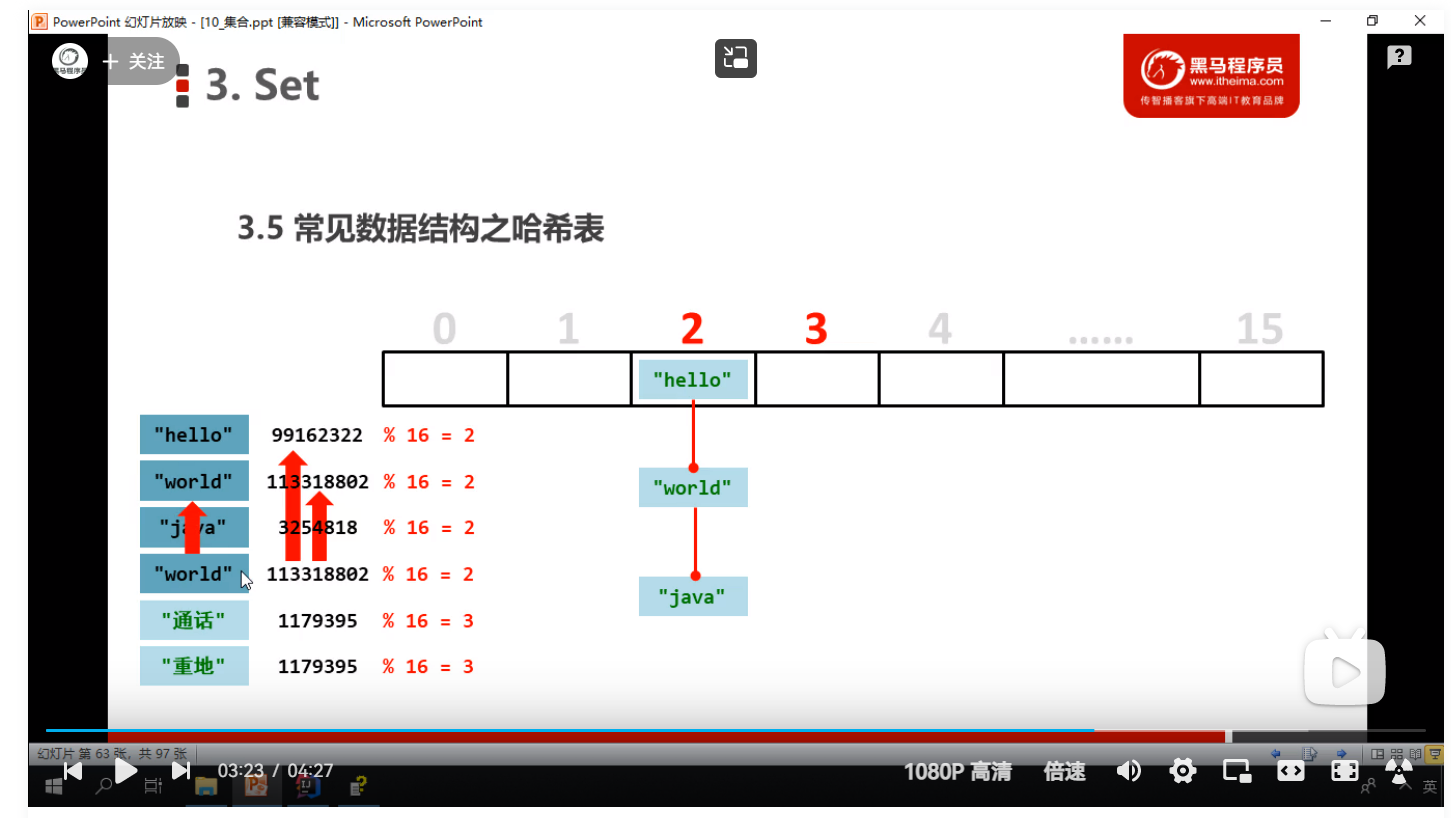 PowerPoint 幻灯片放映 - [10_集合.ppt [兼容模式]] - Microsoft PowerPoint
+ 关注
3. Set
黑马程序员
www.itheima.com
传智播客旗下高端IT教育品牌
3.5 常见数据结构之哈希表
0 1 2 3 4 …… 15
"hello"
"hello" 99162322 % 16 = 2
"world" 113318802 % 16 = 2
"world"
"java" 3254818 % 16 = 2
"world" 113318802 % 16 = 2
"java"
"通话" 1179395 % 16 = 3
"重地" 1179395 % 16 = 3
幻灯片 第 63 张，共 97 张
03:23 / 04:27
1080P 高清 倍速
英